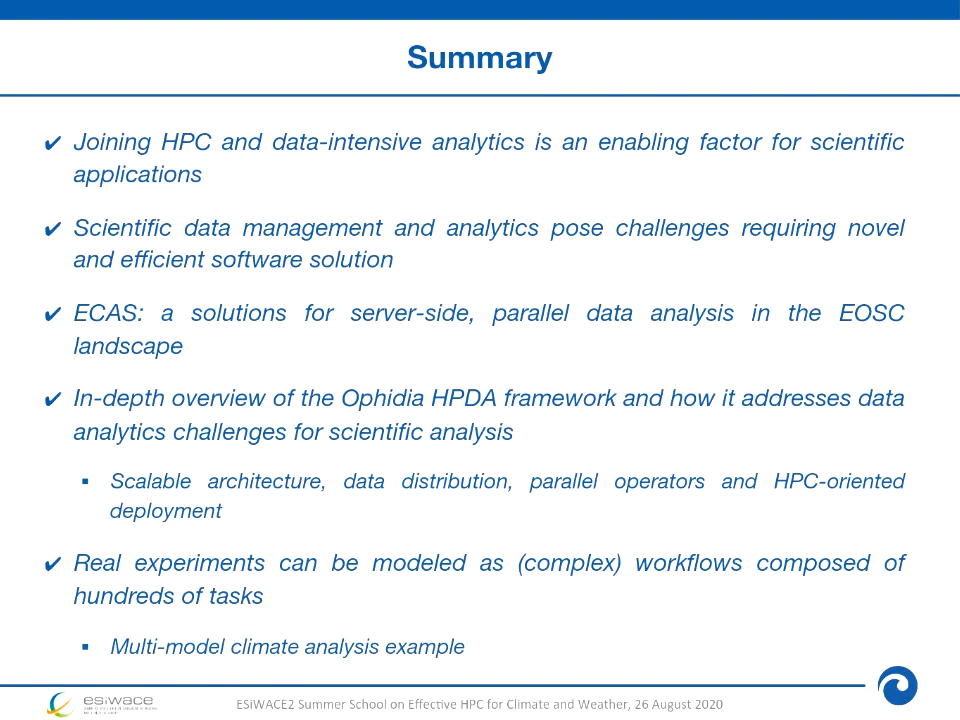 Summary
✔ Joining HPC and data-intensive analytics is an enabling factor for scientific
applications
✔ Scientific data management and analytics pose challenges requiring novel
and efficient software solution
✔ ECAS: a solutions for server-side, parallel data analysis in the EOSC
landscape
✔ In-depth overview of the Ophidia HPDA framework and how it addresses data
analytics challenges for scientific analysis
▪ Scalable architecture, data distribution, parallel operators and HPC-oriented
deployment
✔ Real experiments can be modeled as (complex) workflows composed of
hundreds of tasks
▪ Multi-model climate analysis example
esiwace
ESiWACE2 Summer School on Effective HPC for Climate and Weather, 26 August 2020